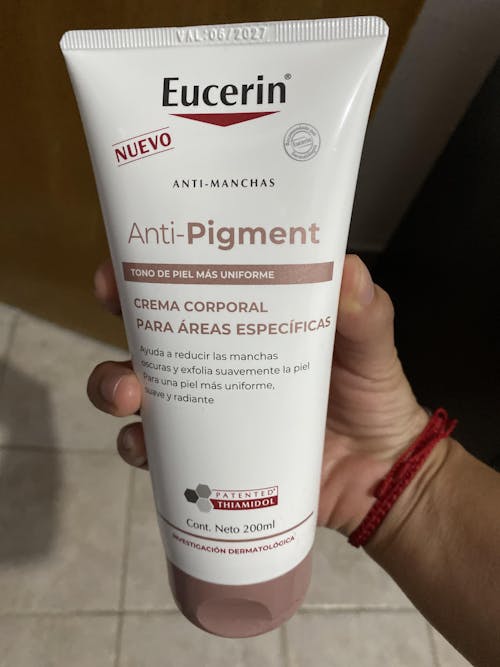 VAL:06/2027
Eucerin®
NUEVO
ANTI-MANCHAS
Anti-Pigment
TONO DE PIEL MÁS UNIFORME
CREMA CORPORAL
PARA ÁREAS ESPECÍFICAS
Ayuda a reducir las manchas
oscuras y exfolia suavemente la piel
Para una piel más uniforme,
suave y radiante
PATENTED
THIAMIDOL
Cont. Neto 200ml
INVESTIGACIÓN DERMATOLÓGICA